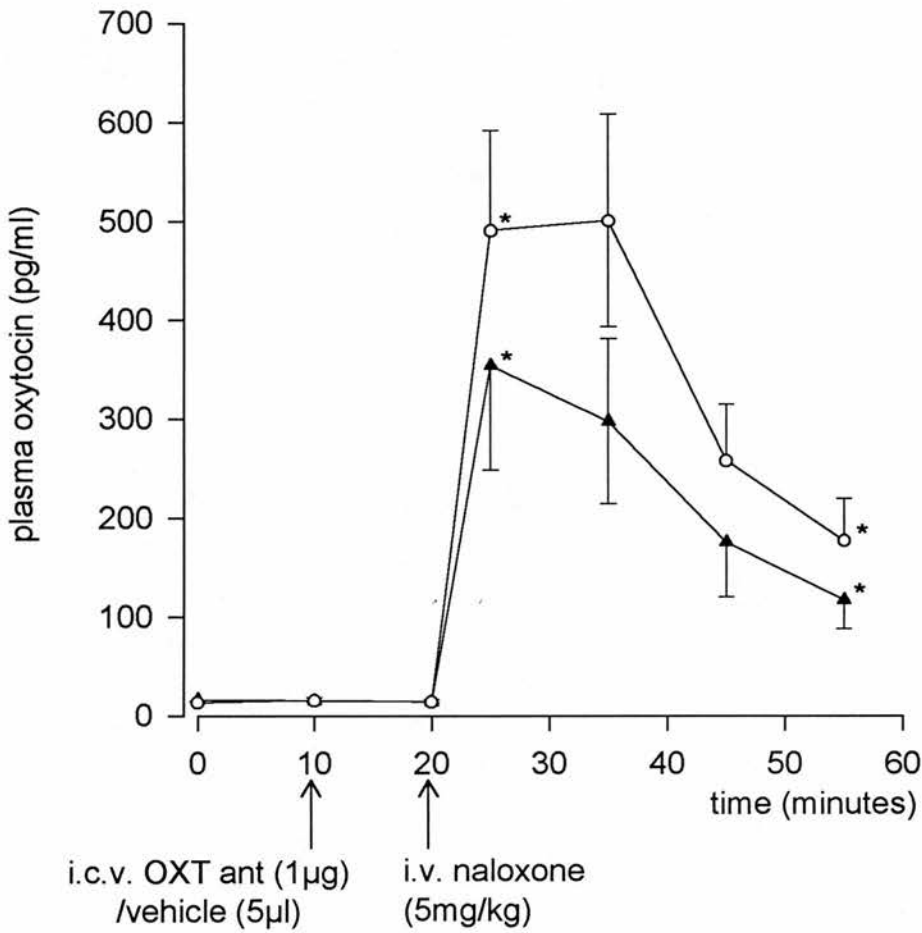 700
600
500
400
300
200
100
0
plasma oxytocin (pg/ml)
*
*
*
*
0 10 20 30 40 50 60
time (minutes)
i.c.v. OXT ant (1µg)
/vehicle (5µl)
i.v. naloxone
(5mg/kg)